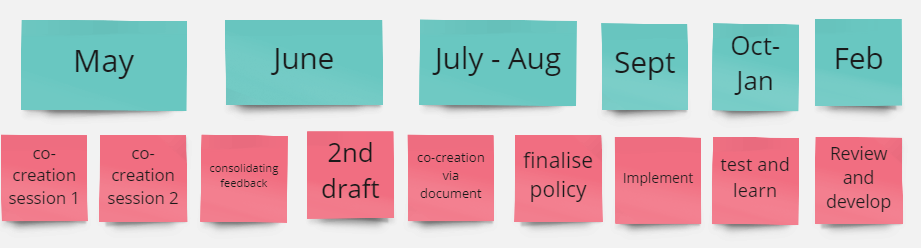 May
June
July - Aug
Sept
Oct-
Jan
Feb
co-
creation
session 1
co-
creation
session 2
consolidating
feedback
2nd
draft
co-creation
via
document
finalise
policy
Implement
test and
learn
Review
and
develop